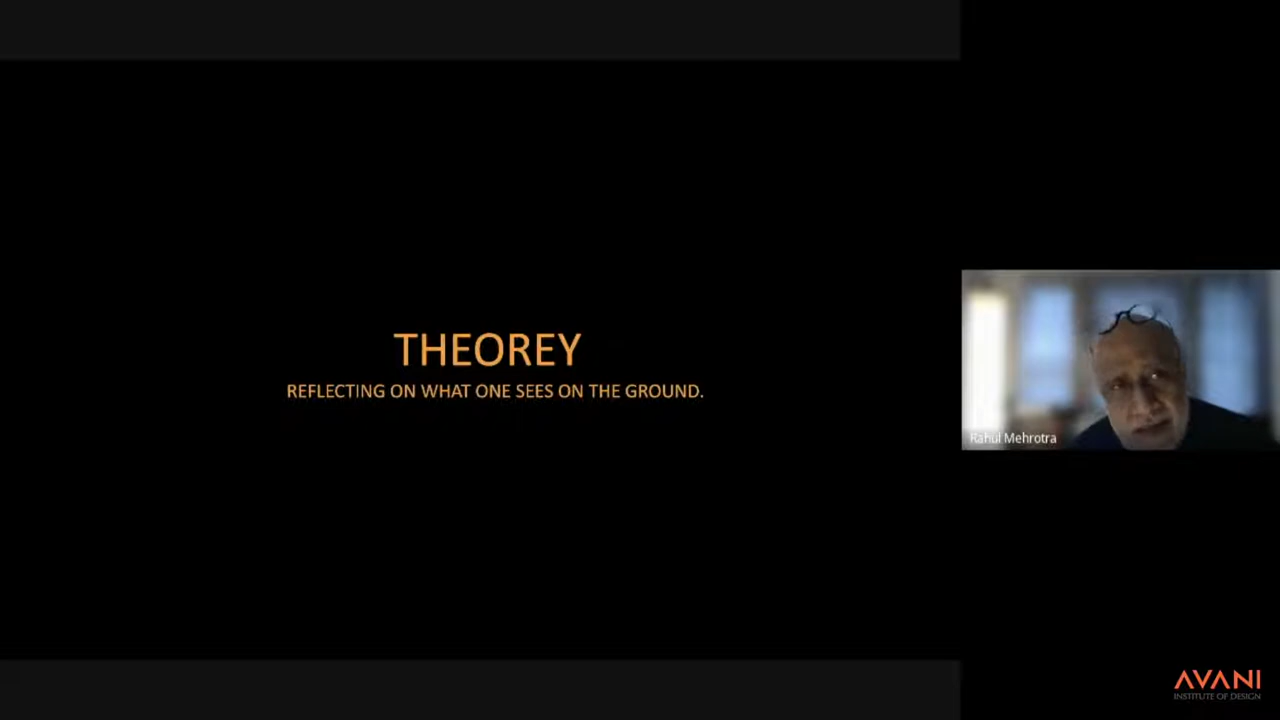 THEOREY
REFLECTING ON WHAT ONE SEES ON THE GROUND.
Rahul Mehrotra
AVANI
INSTITUTE OF DESIGN